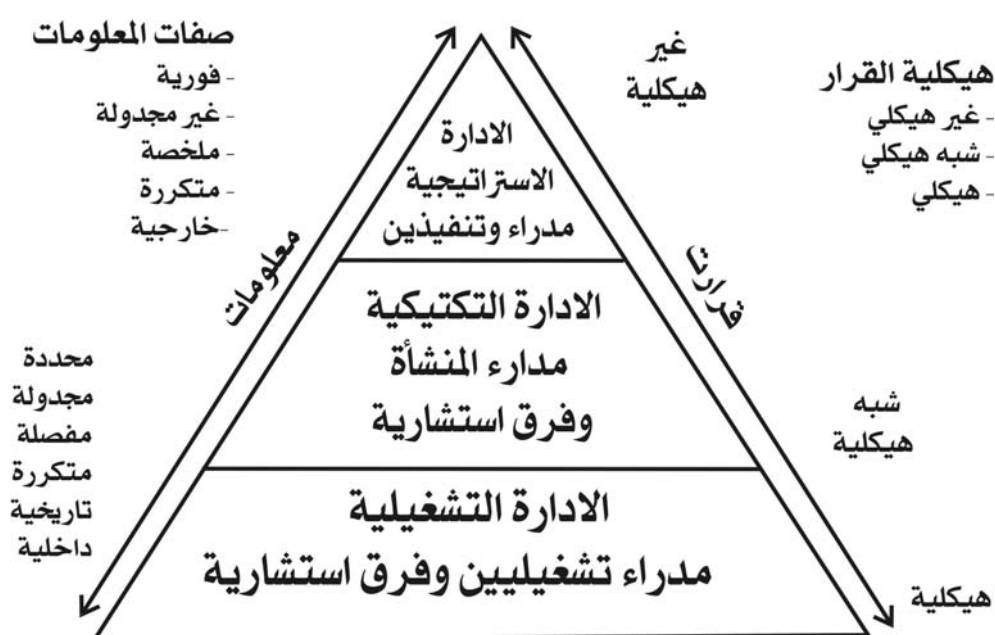 صفات المعلومات
- فورية
- غير مجدولة
- ملخصة
- متكررة
-خارجية
محددة
مجدولة
مفصلة
متكررة
تاريخية
داخلية
معلومات
الادارة
الاستراتيجية
مدراء وتنفيذين
الادارة التكتيكية
مدارء المنشأة
وفرق استشارية
الادارة التشغيلية
مدراء تشغيليين وفرق استشارية
قرارتا
غير
هيكلية
شبه
هيكلية
هيكلية
هيكلية القرار
- غير هيكلي
- شبه هيكلي
- هيكلي